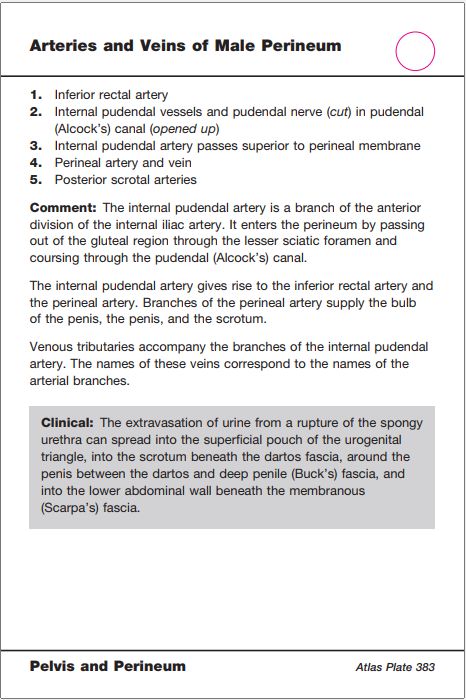 Arteries and Veins of Male Perineum
1. Inferior rectal artery
2. Internal pudendal vessels and pudendal nerve (cut) in pudendal
(Alcock's) canal (opened up)
3. Internal pudendal artery passes superior to perineal membrane
4. Perineal artery and vein
5. Posterior scrotal arteries
Comment: The internal pudendal artery is a branch of the anterior
division of the internal iliac artery. It enters the perineum by passing
out of the gluteal region through the lesser sciatic foramen and
coursing through the pudendal (Alcock's) canal.
The internal pudendal artery gives rise to the inferior rectal artery and
the perineal artery. Branches of the perineal artery supply the bulb
of the penis, the penis, and the scrotum.
Venous tributaries accompany the branches of the internal pudendal
artery. The names of these veins correspond to the names of the
arterial branches.
Clinical: The extravasation of urine from a rupture of the spongy
urethra can spread into the superficial pouch of the urogenital
triangle, into the scrotum beneath the dartos fascia, around the
penis between the dartos and deep penile (Buck's) fascia, and
into the lower abdominal wall beneath the membranous
(Scarpa's) fascia.
Pelvis and Perineum
Atlas Plate 383